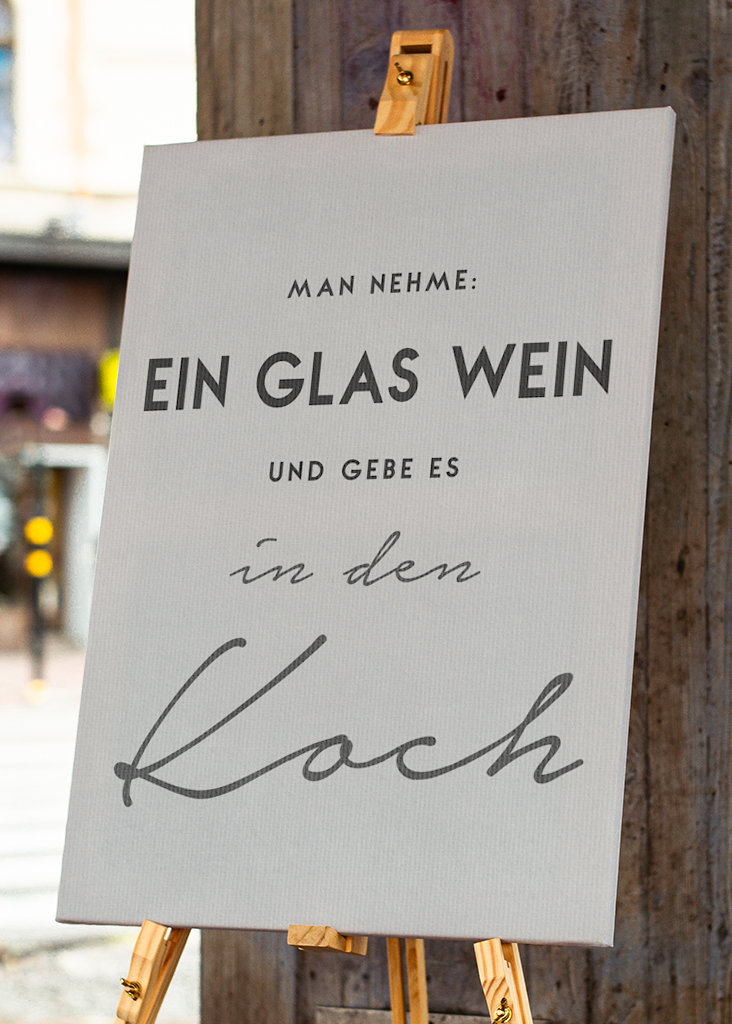 MAN NEHME:
EIN GLAS WEIN
UND GEBE ES
in den
Koch